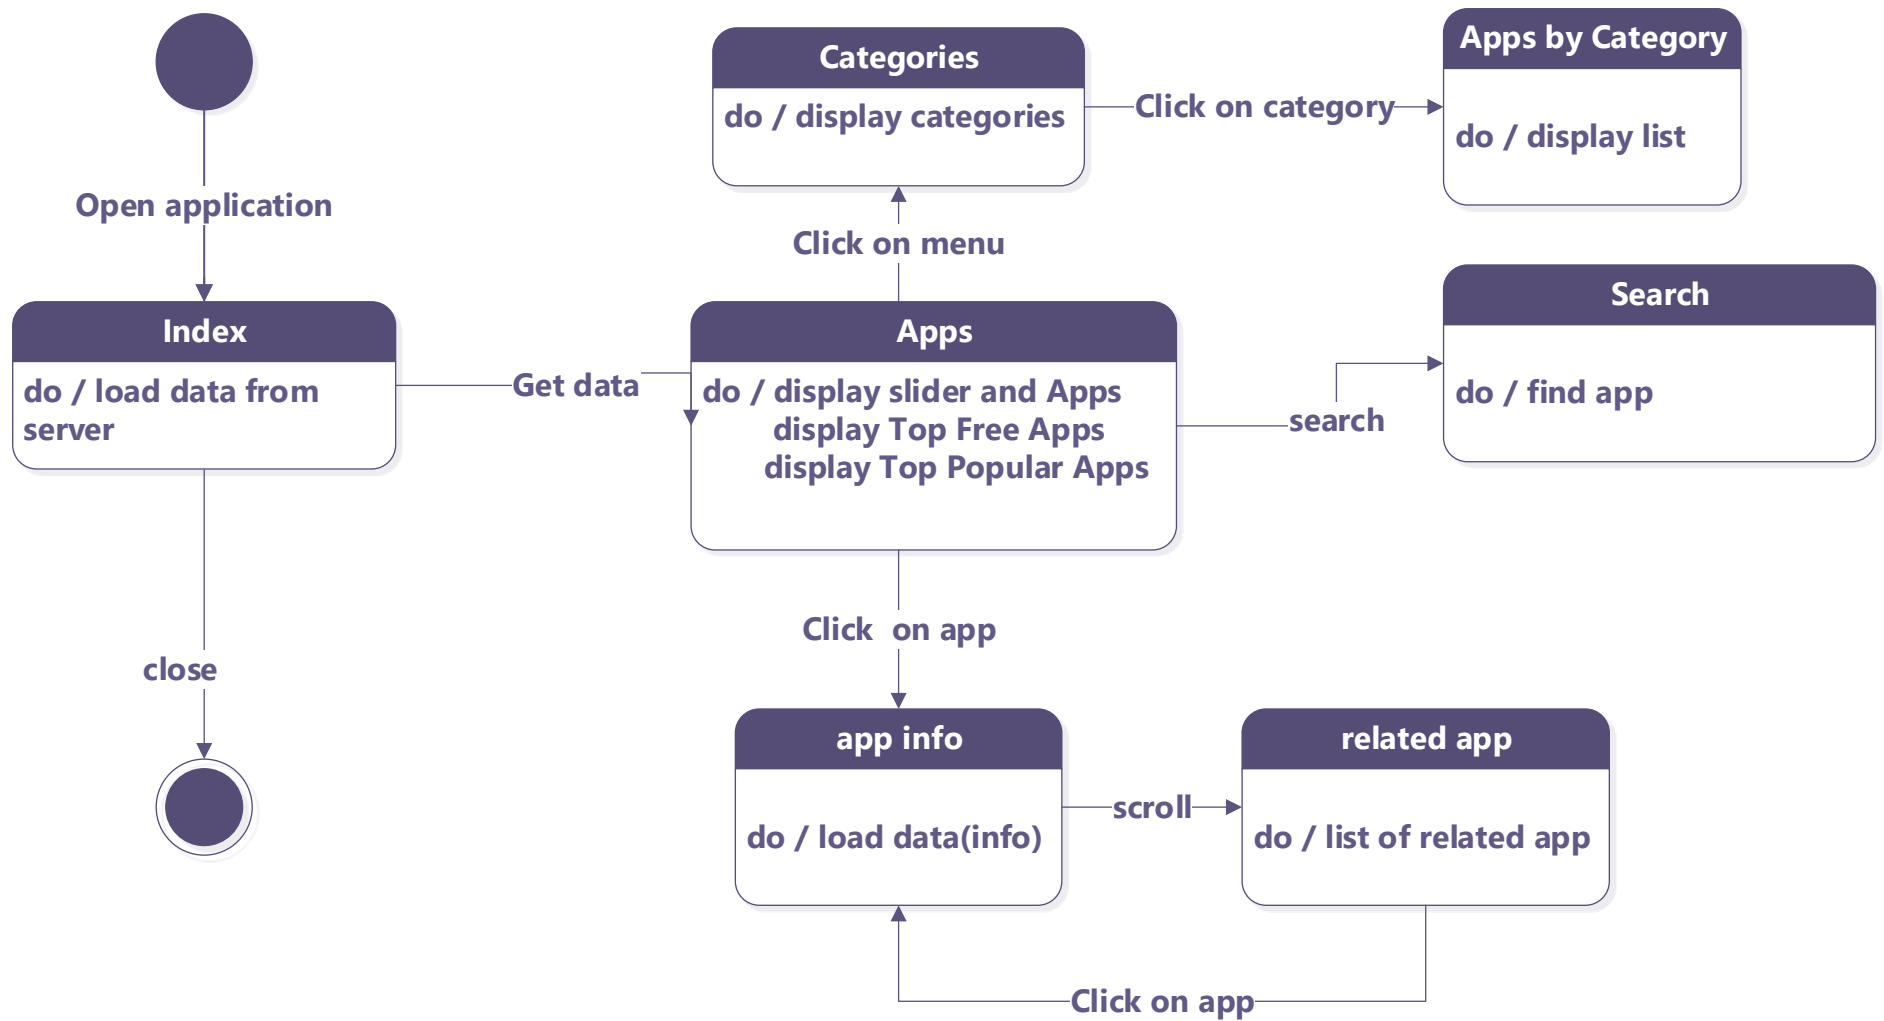 Categories
do / display categories
Click on category
Apps by Category
do / display list
Open application
Click on menu
Index
do / load data from
server
Get data
Apps
do / display slider and Apps
display Top Free Apps
display Top Popular Apps
search
Search
do / find app
close
Click  on app
app info
do / load data(info)
scroll
related app
do / list of related app
Click on app